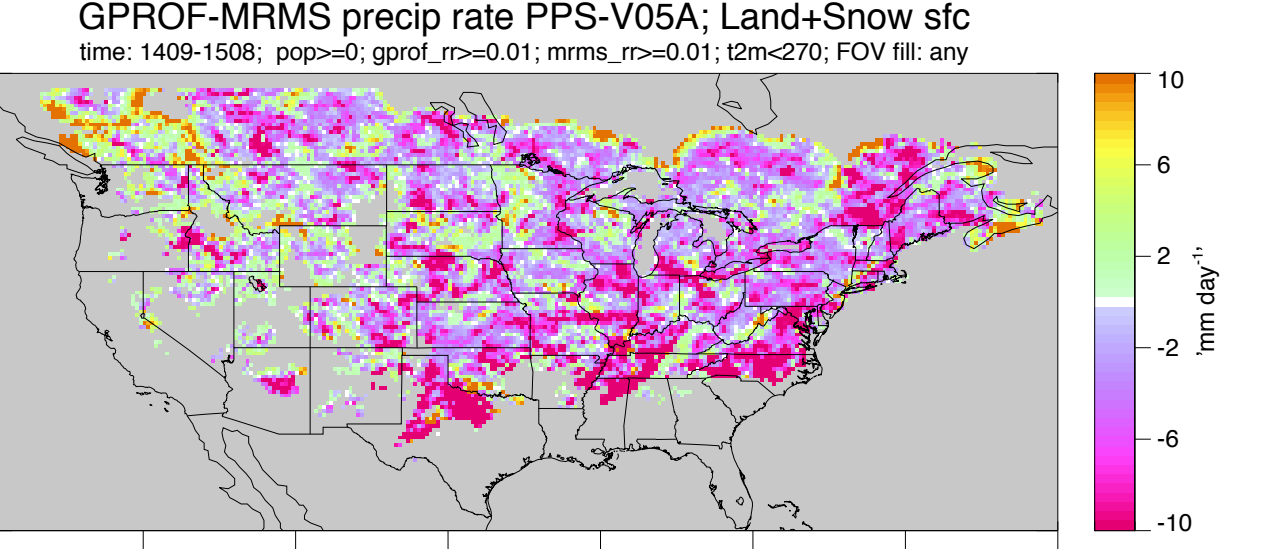 GPROF-MRMS precip rate PPS-V05A; Land+Snow sfc
time: 1409-1508; pop>=0; gprof_rr>=0.01; mrms_rr>=0.01; t2m<270; FOV fill: any
10
6
2
-2
-6
-10
'mm day⁻¹'